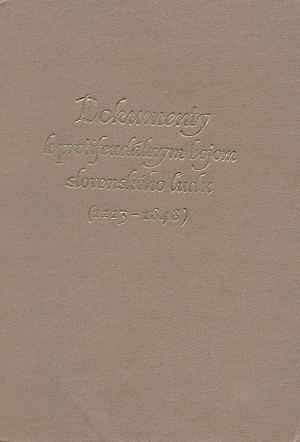 Dokumenty
k protifeudálnym bojom
slovenského ľudu
(1113–1848)